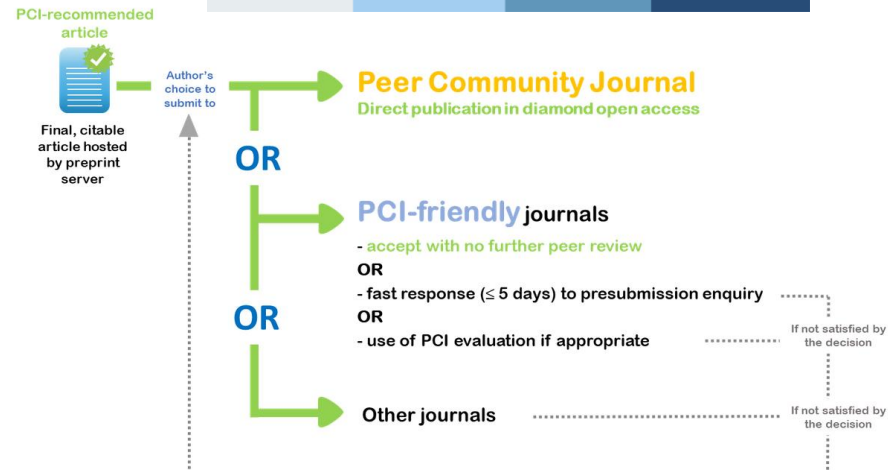 PCI-recommended
article
Final, citable
article hosted
by preprint
server
Author's
choice to
submit to
Peer Community Journal
Direct publication in diamond open access
OR
PCI-friendly journals
- accept with no further peer review
OR
- fast response (≤ 5 days) to presubmission enquiry
OR
- use of PCI evaluation if appropriate
If not satisfied by
the decision
OR
Other journals
If not satisfied by
the decision